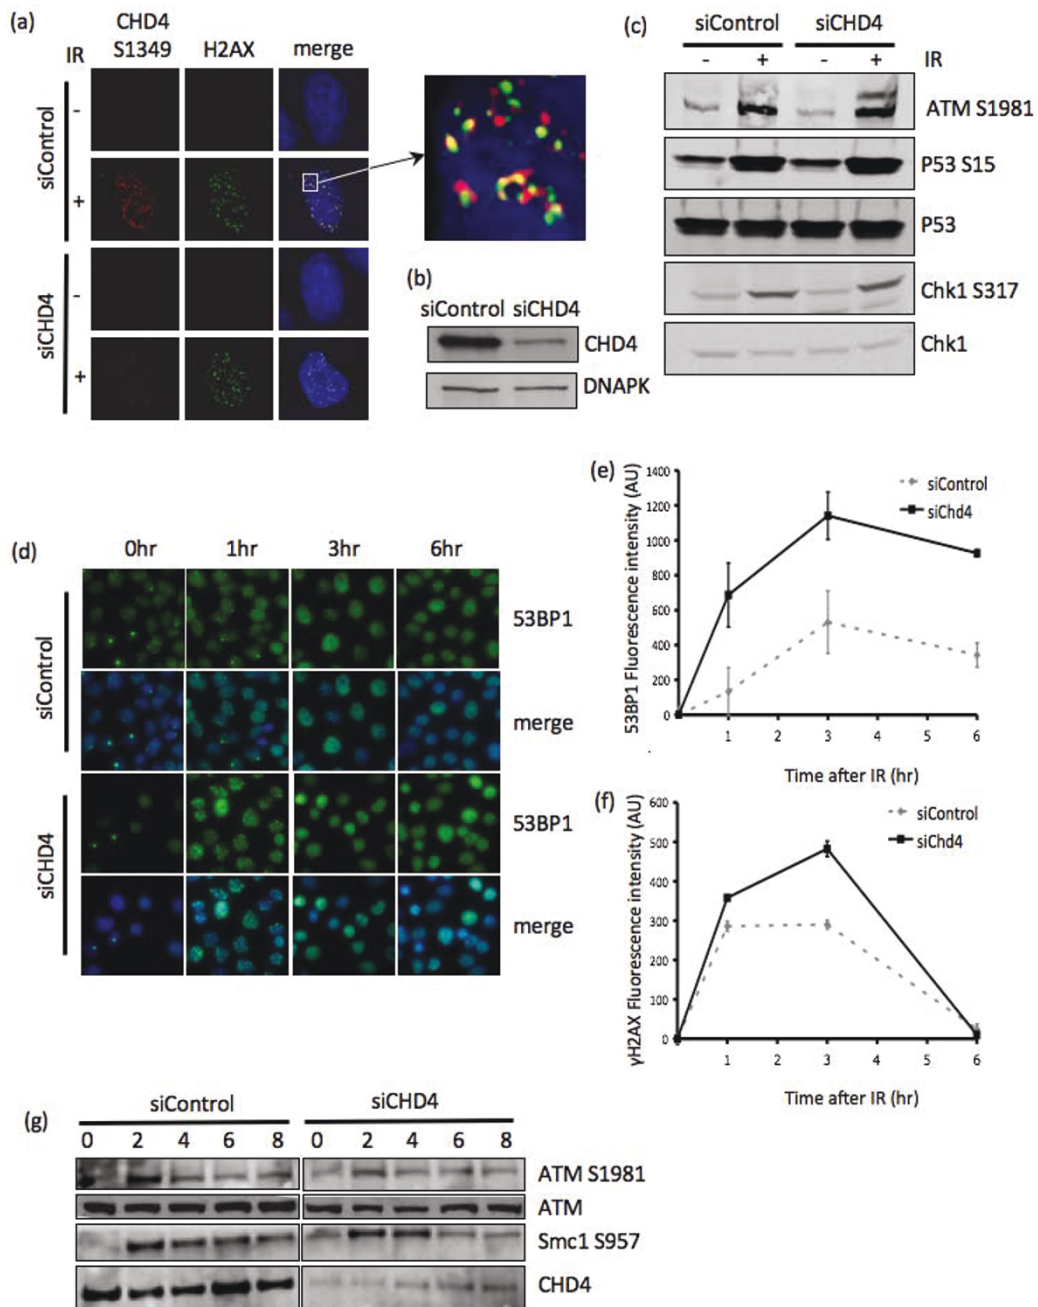 (a)
CHD4
IR S1349 H2AX merge
siControl
-
+
siCHD4
-
+
(b)
siControl siCHD4
CHD4
DNAPK
(c)
siControl siCHD4
- + - + IR
ATM S1981
P53 S15
P53
Chk1 S317
Chk1
(d)
0hr 1hr 3hr 6hr
siControl
53BP1
merge
siCHD4
53BP1
merge
(e)
53BP1 Fluorescence intensity (AU)
1400
1200
1000
800
600
400
200
0
1 2 3 4 5 6
Time after IR (hr)
siControl
siChd4
(f)
γH2AX Fluorescence intensity (AU)
600
500
400
300
200
100
0
1 2 3 4 5 6
Time after IR (hr)
siControl
siChd4
(g)
siControl siCHD4
0 2 4 6 8 0 2 4 6 8
ATM S1981
ATM
Smc1 S957
CHD4